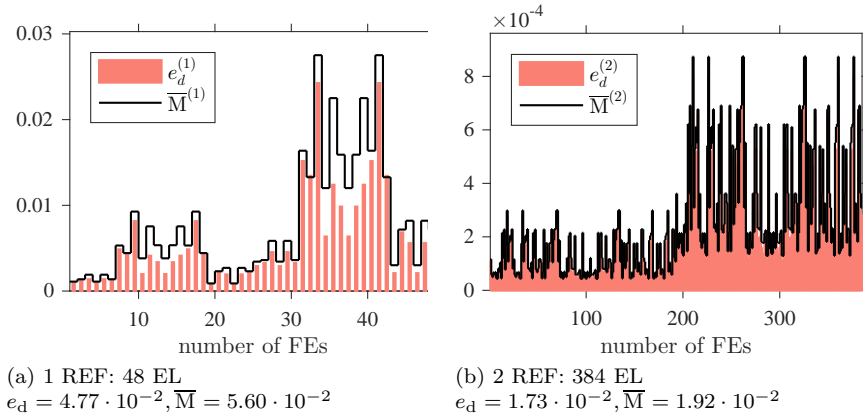 0.03
0.02
0.01
0
10
20
30
40
e_d^{(1)}
\overline{M}^{(1)}
number of FEs
×10^{-4}
8
6
4
2
0
100
200
300
e_d^{(2)}
\overline{M}^{(2)}
number of FEs
(a) 1 REF: 48 EL
e_d = 4.77 · 10^{-2}, \overline{M} = 5.60 · 10^{-2}
(b) 2 REF: 384 EL
e_d = 1.73 · 10^{-2}, \overline{M} = 1.92 · 10^{-2}